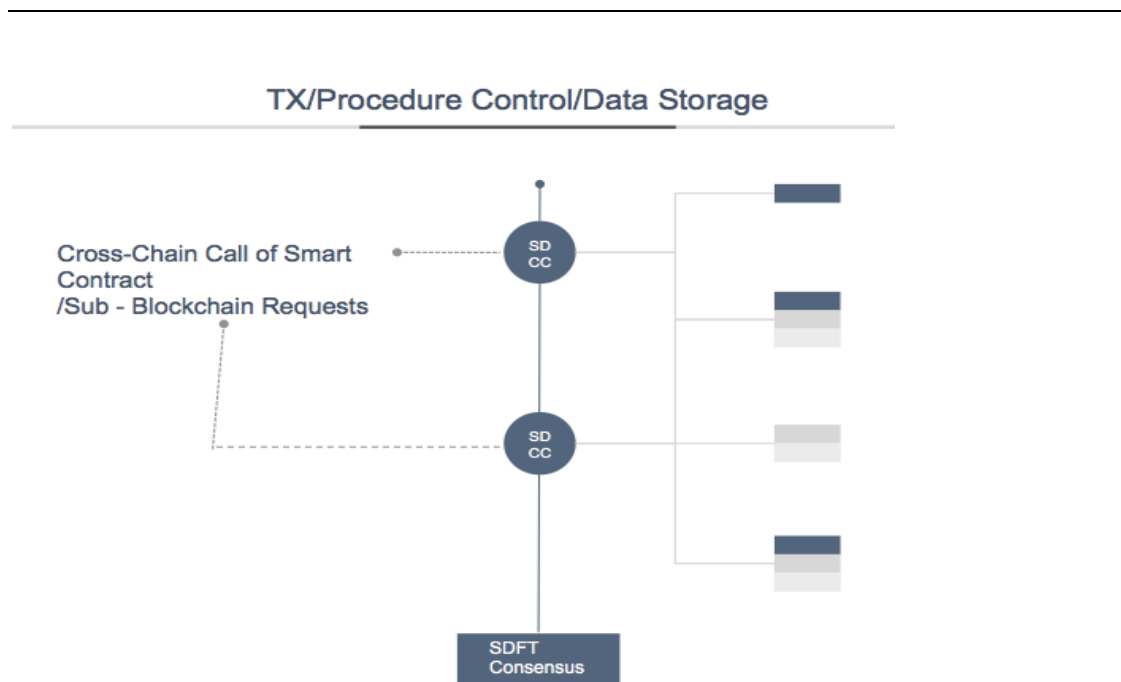 TX/Procedure Control/Data Storage
SD
CC
Cross-Chain Call of Smart
Contract
/Sub - Blockchain Requests
SD
CC
SDFT
Consensus